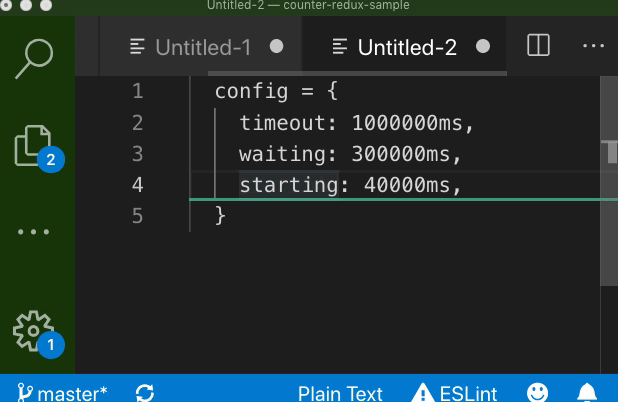 Untitled-2 — counter-redux-sample
Untitled-1
Untitled-2
1 config = {
2 timeout: 1000000ms,
3 waiting: 300000ms,
4 starting: 40000ms,
5 }
2
1
master*
Plain Text
ESLint